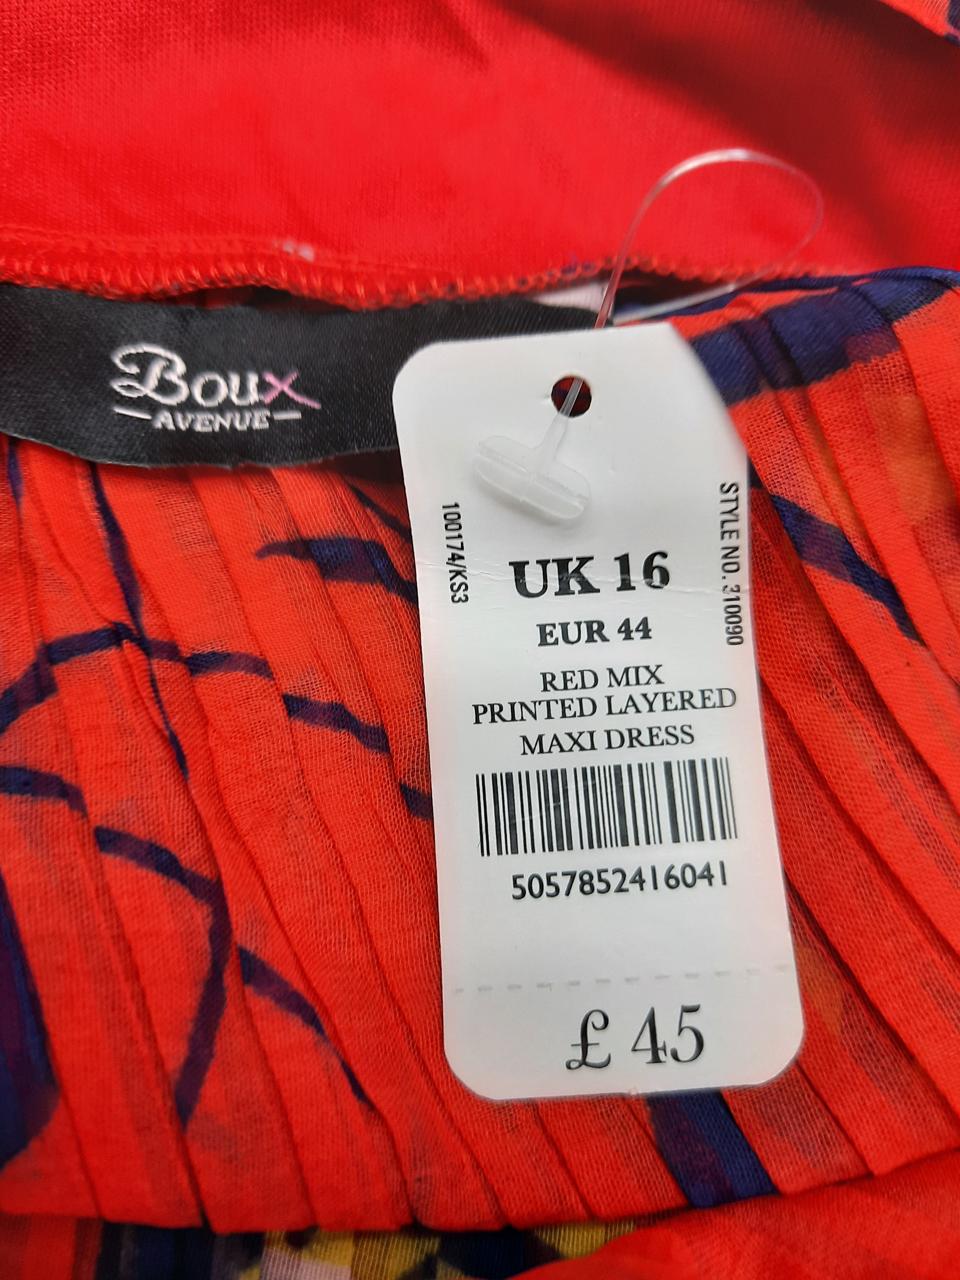 Boux
AVENUE
100174/KS3
STYLE NO. 310090
UK 16
EUR 44
RED MIX
PRINTED LAYERED
MAXI DRESS
5057852416041
£45